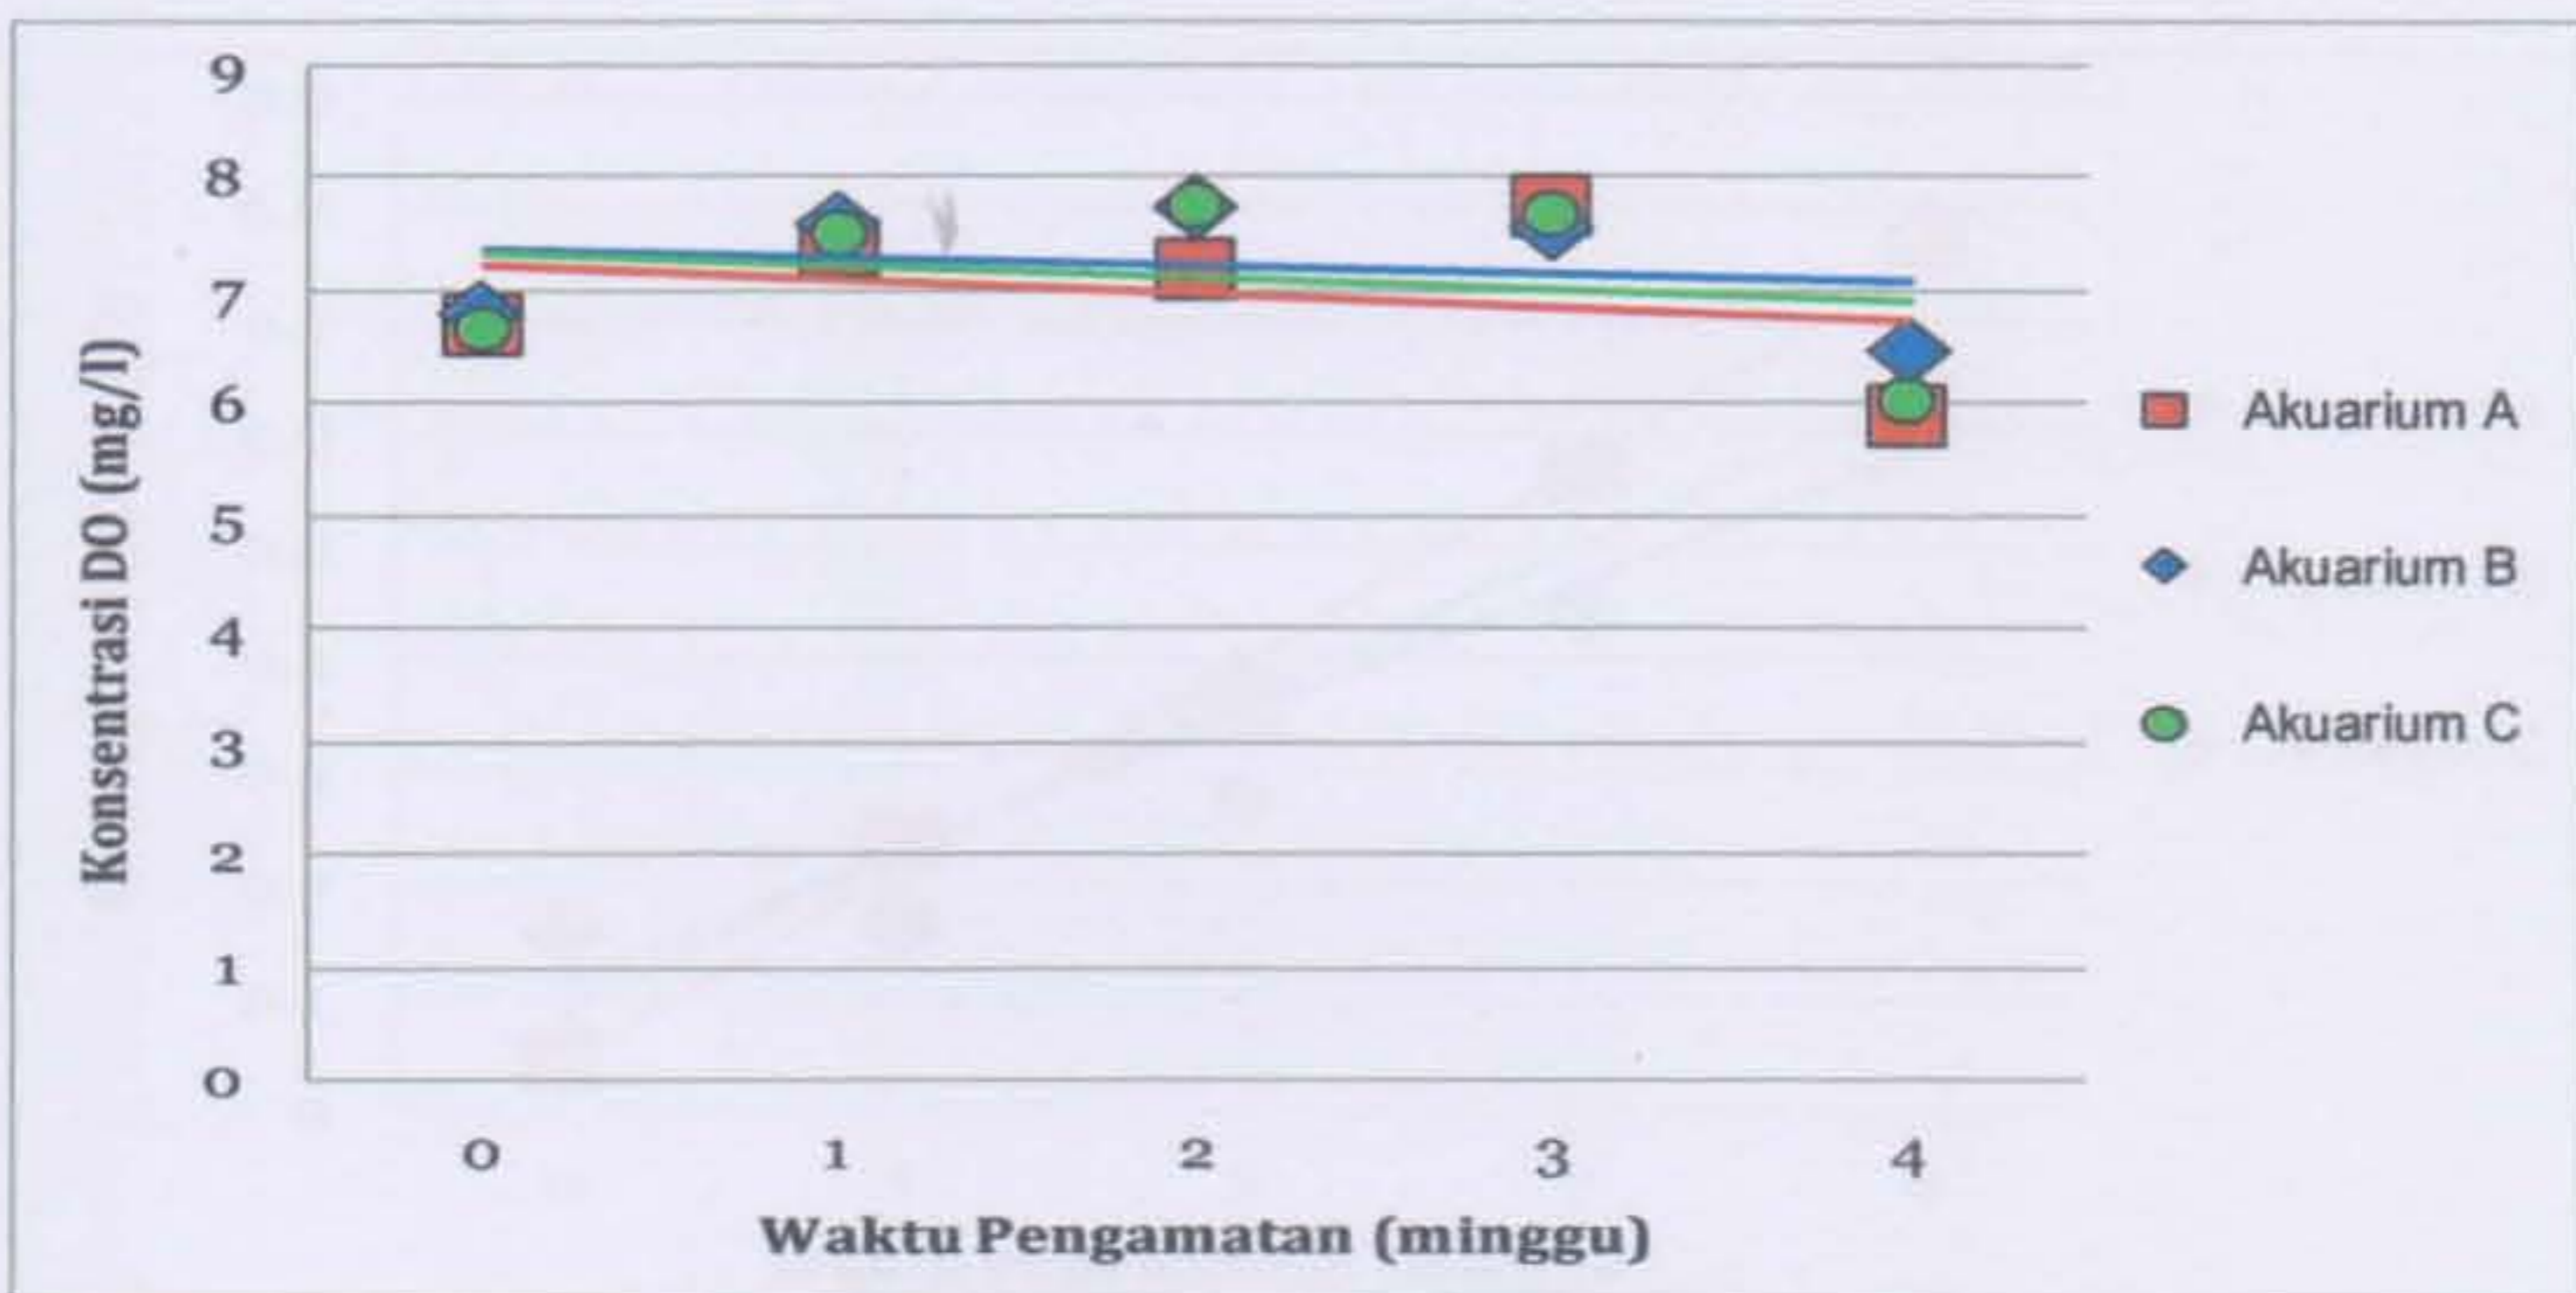 9
8
7
6
5
4
3
2
1
0
Konsentrasi DO (mg/l)
0 1 2 3 4
Waktu Pengamatan (minggu)
Akuarium A
Akuarium B
Akuarium C